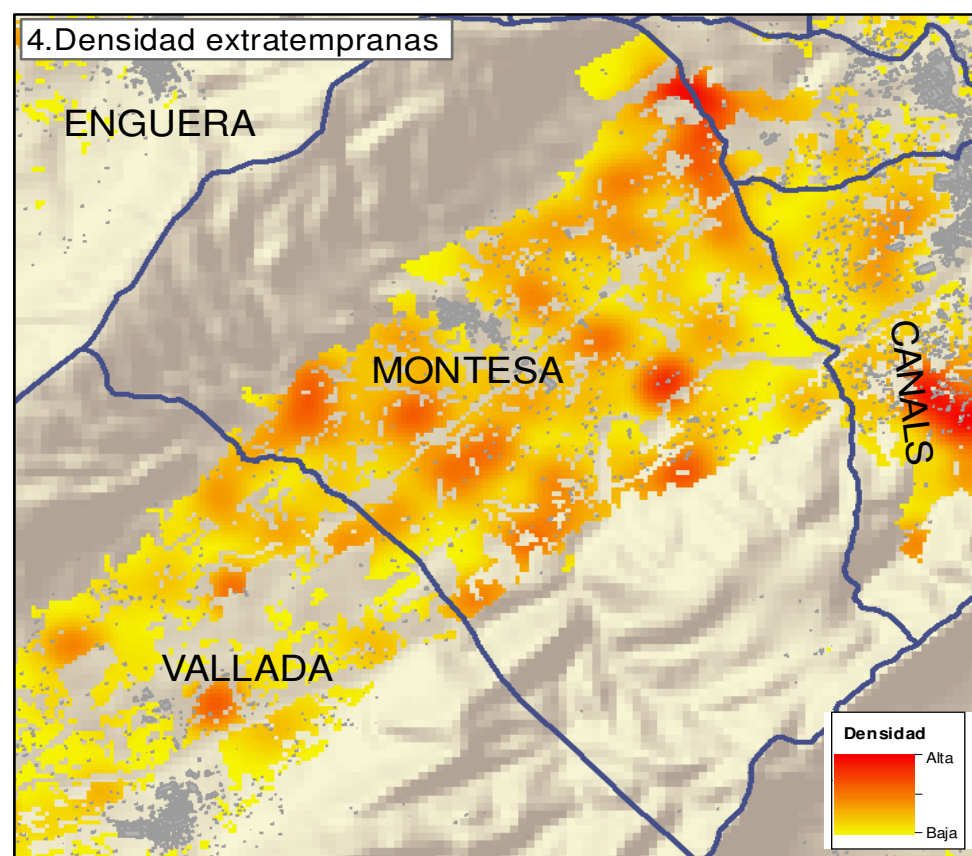 4.Densidad extratempranas
ENGUERA
MONTESA
CANALS
VALLADA
Densidad
Alta
Baja